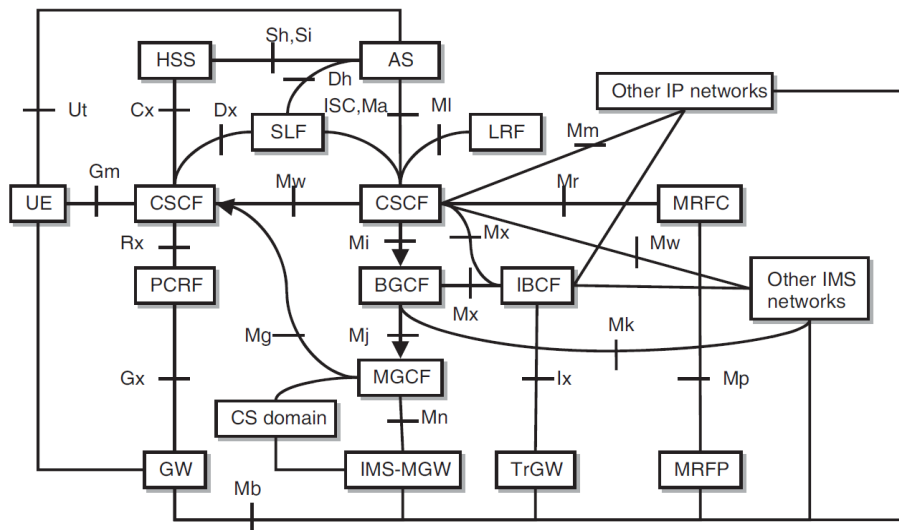 Sh,Si
HSS
AS
Dh
Other IP networks
Ut
Cx
Dx
ISC,Ma
Ml
SLF
LRF
Mm
Gm
Mw
Mr
UE
CSCF
CSCF
MRFC
Rx
Mi
Mx
Mw
PCRF
BGCF
IBCF
Other IMS
networks
Mx
Mg
Mj
Mk
Gx
MGCF
Ix
Mp
CS domain
Mn
GW
IMS-MGW
TrGW
MRFP
Mb